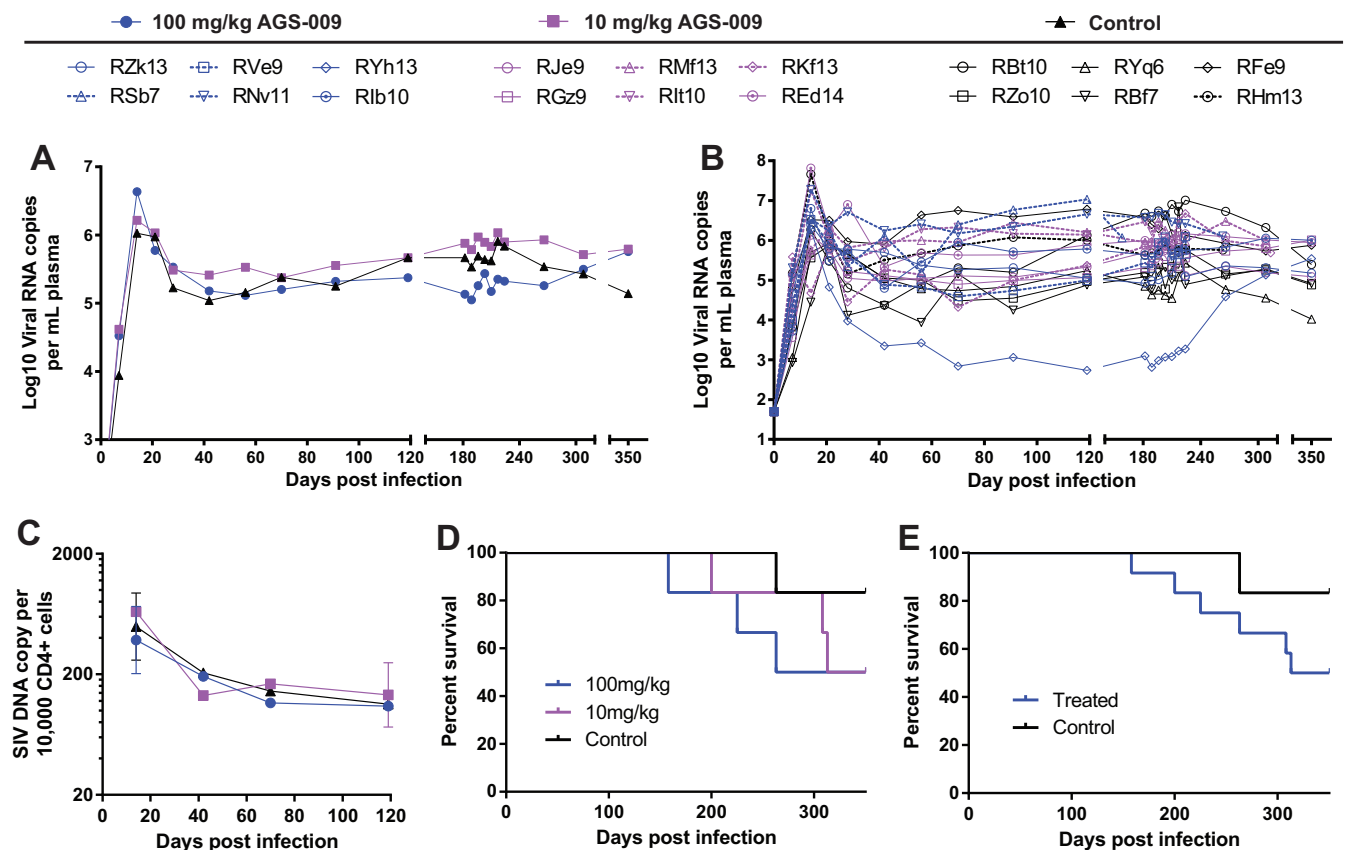 100 mg/kg AGS-009 10 mg/kg AGS-009 Control
RZk13 RVe9 RYh13 RJe9 RMf13 RKf13 RBt10 RYq6 RFe9
RSb7 RNv11 RIb10 RGz9 RIt10 REd14 RZo10 RBf7 RHm13
A
Log10 Viral RNA copies
per mL plasma
7
6
5
4
3
0 20 40 60 80 100 120 180 240 300 350
Days post infection
B
Log10 Viral RNA copies
per mL plasma
8
7
6
5
4
3
2
1
0 20 40 60 80 100 120 180 240 300 350
Day post infection
C
SIV DNA copy per
10,000 CD4+ cells
2000
200
20
0 20 40 60 80 100 120
Days post infection
D
Percent survival
100
80
60
40
20
0
100mg/kg
10mg/kg
Control
0 100 200 300
Days post infection
E
Percent survival
100
80
60
40
20
0
Treated
Control
0 100 200 300
Days post infection